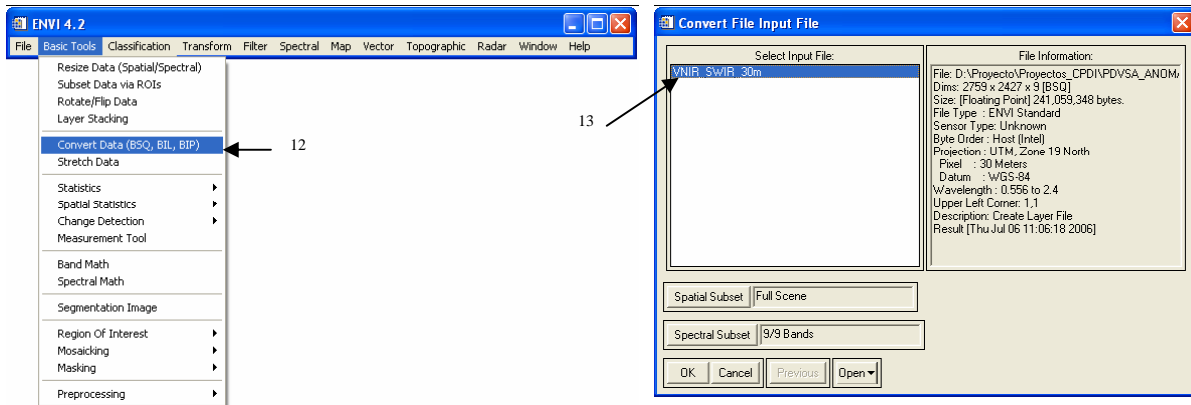 ENVI 4.2
File Basic Tools Classification Transform Filter Spectral Map Vector Topographic Radar Window Help
Resize Data (Spatial/Spectral)
Subset Data via ROIs
Rotate/Flip Data
Layer Stacking
Convert Data (BSQ, BIL, BIP)
Stretch Data
Statistics
Spatial Statistics
Change Detection
Measurement Tool
Band Math
Spectral Math
Segmentation Image
Region Of Interest
Mosaicking
Masking
Preprocessing
12
Convert File Input File
Select Input File:
VNIR_SWIR_30m
13
File Information:
File: D:\Proyecto\Proyectos_CPDI\PDVSA_ANOMA
Dims: 2759 x 2427 x 9 [BSQ]
Size: [Floating Point] 241,059,348 bytes.
File Type : ENVI Standard
Sensor Type: Unknown
Byte Order : Host (Intel)
Projection : UTM, Zone 19 North
Pixel : 30 Meters
Datum : WGS-84
Wavelength : 0.556 to 2.4
Upper Left Corner: 1,1
Description: Create Layer File
Result [Thu Jul 06 11:06:18 2006]
Spatial Subset Full Scene
Spectral Subset 9/9 Bands
OK Cancel Previous Open